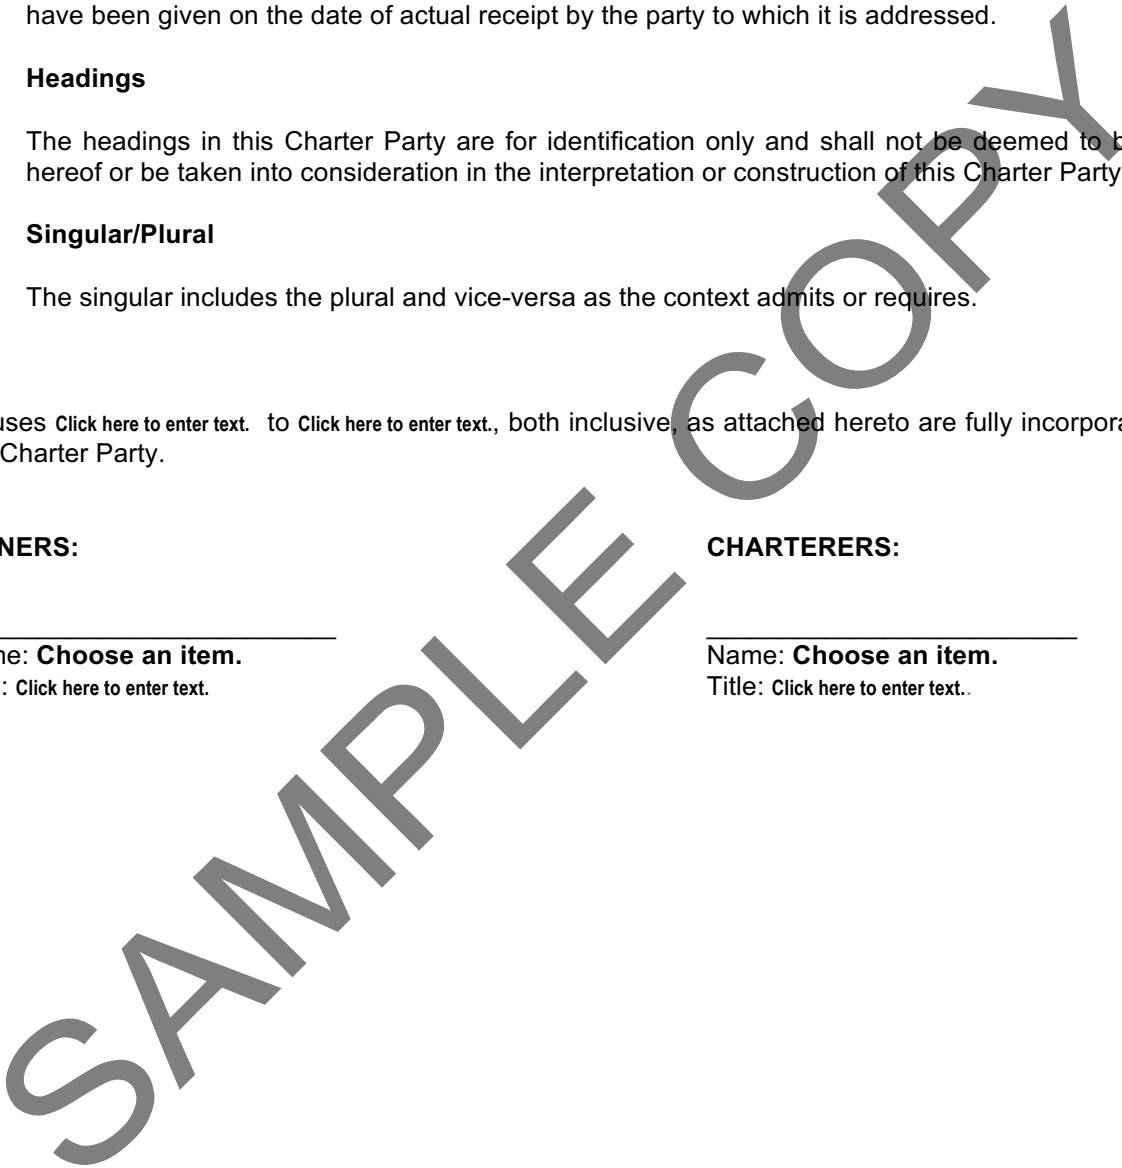 have been given on the date of actual receipt by the party to which it is addressed.
Headings
The headings in this Charter Party are for identification only and shall not be deemed to
hereof or be taken into consideration in the interpretation or construction of this Charter Party
Singular/Plural
The singular includes the plural and vice-versa as the context admits or requires.
Click here to enter text. to Click here to enter text., both inclusive, as attached hereto are fully
Charter Party.
CHARTERERS:
Choose an item.
: Click here to enter text.
Name: Choose an item.
Title: Click here to enter text..
SAMPLE COPY